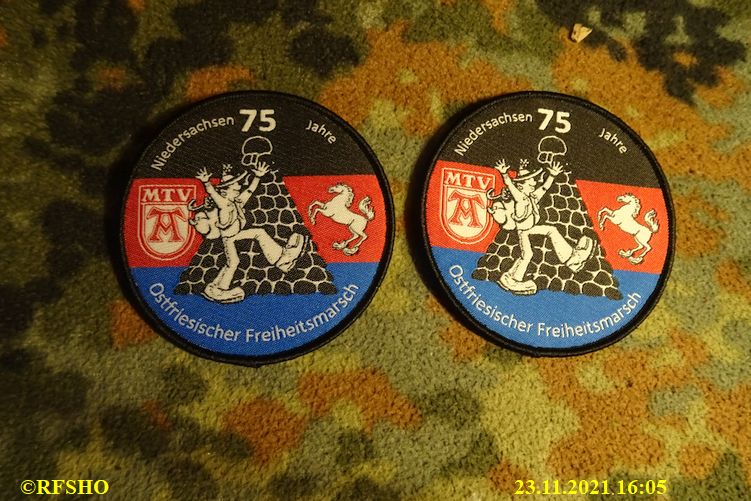 Niedersachsen 75 Jahre
MTV
Ostfriesischer Freiheitsmarsch
Niedersachsen 75 Jahre
MTV
Ostfriesischer Freiheitsmarsch
©RFSHO
23.11.2021 16:05